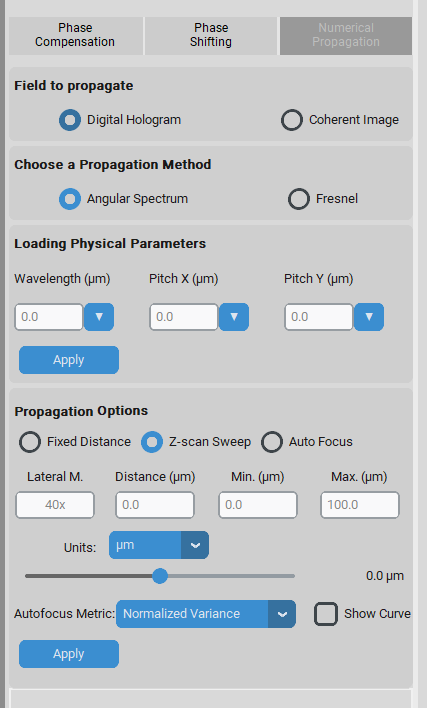 Phase
Compensation
Phase
Shifting
Numerical
Propagation
Field to propagate
Digital Hologram
Coherent Image
Choose a Propagation Method
Angular Spectrum
Fresnel
Loading Physical Parameters
Wavelength (µm)
Pitch X (µm)
Pitch Y (µm)
0.0
0.0
0.0
Apply
Propagation Options
Fixed Distance
Z-scan Sweep
Auto Focus
Lateral M.
Distance (µm)
Min. (µm)
Max. (µm)
40x
0.0
0.0
100.0
Units:
µm
0.0 µm
Autofocus Metric:
Normalized Variance
Show Curve
Apply